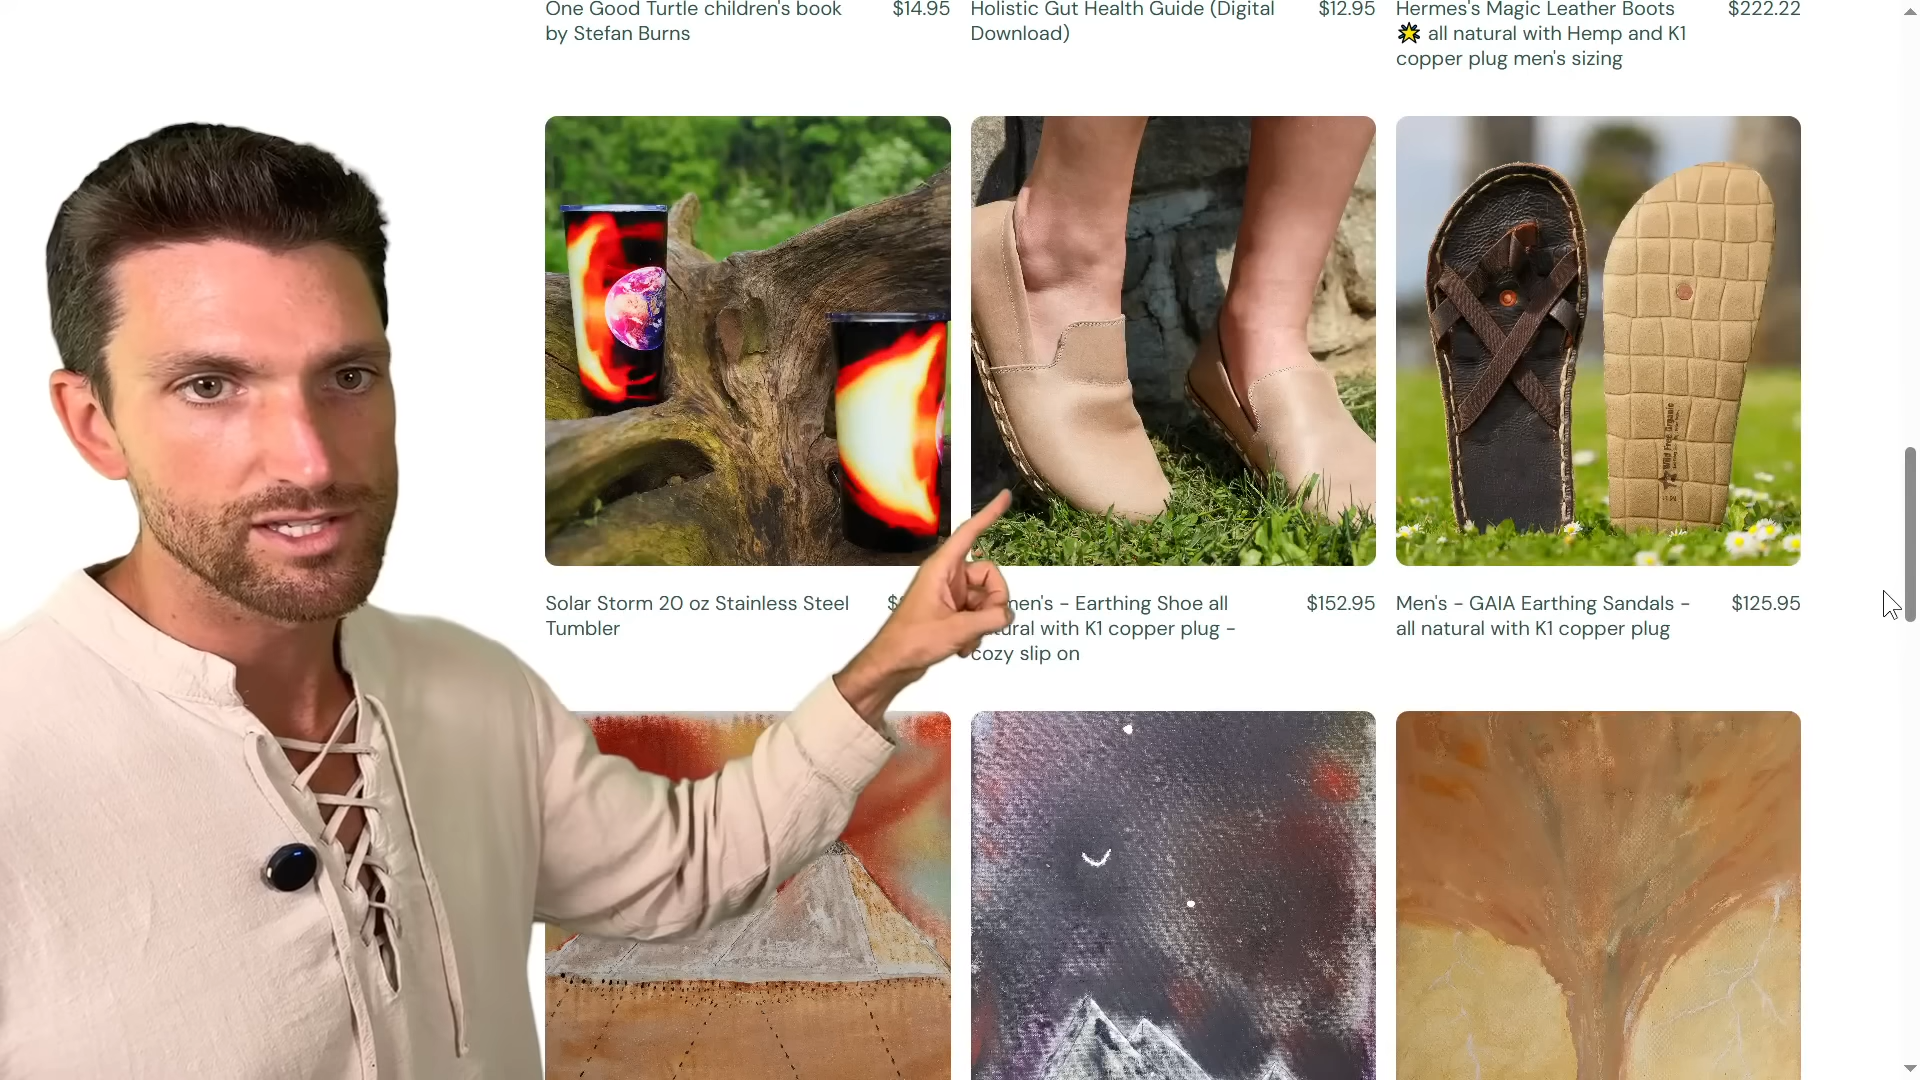 One Good Turtle children's book
by Stefan Burns
$14.95
Holistic Gut Health Guide (Digital
Download)
$12.95
Hermes's Magic Leather Boots
🌟 all natural with Hemp and K1
copper plug men's sizing
$222.22
Solar Storm 20 oz Stainless Steel
Tumbler
- Earthing Shoe all
with K1 copper plug -
cozy slip on
$152.95
Men's - GAIA Earthing Sandals -
all natural with K1 copper plug
$125.95